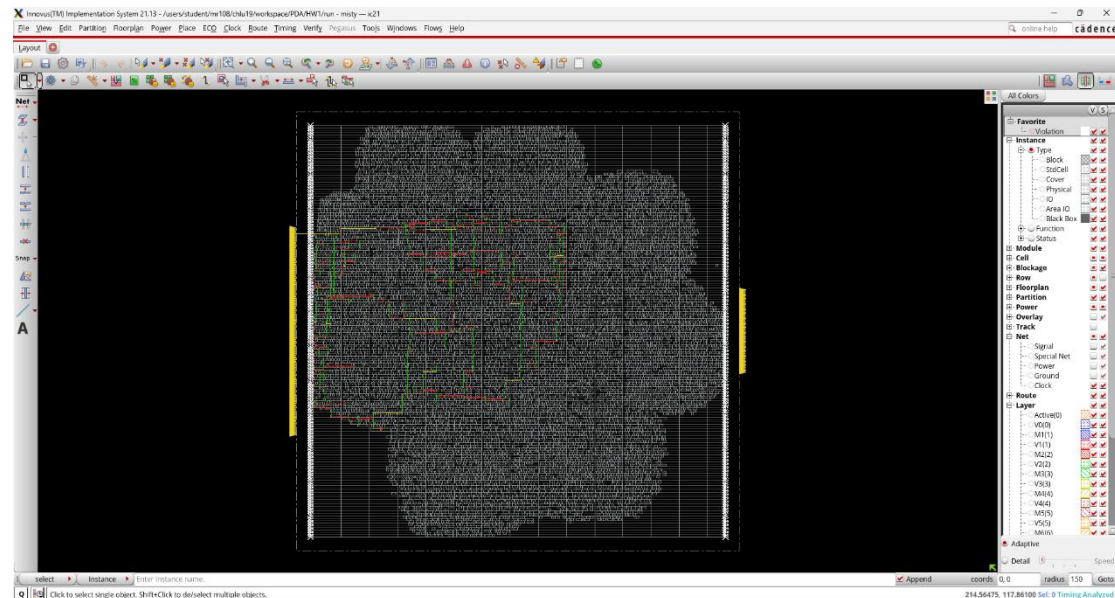 Innovus(TM) Implementation System 21.13 - /users/student/mr108/chlu19/workspace/PDA/HW1/run - misty — ic21
File View Edit Partition Floorplan Power Place ECO Clock Route Timing Verify Pegasus Tools Windows Flows Help
online help
cādence
Layout
All Colors
V S
Net
Snap
A
Favorite
Violation
Instance
Type
Block
StdCell
Cover
Physical
IO
Area IO
Black Box
Function
Status
Module
Cell
Blockage
Row
Floorplan
Partition
Power
Overlay
Track
Net
Signal
Special Net
Power
Ground
Clock
Route
Layer
Active(0)
V0(0)
M1(1)
V1(1)
M2(2)
V2(2)
M3(3)
V3(3)
M4(4)
V4(4)
M5(5)
V5(5)
M6(6)
Adaptive
Detail Speed
select Instance Enter instance name. Append coords 0, 0 radius 150 Goto
Q Click to select single object. Shift+Click to de/select multiple objects. 214.56475, 117.86100 Sel: 0 Timing Analyzed